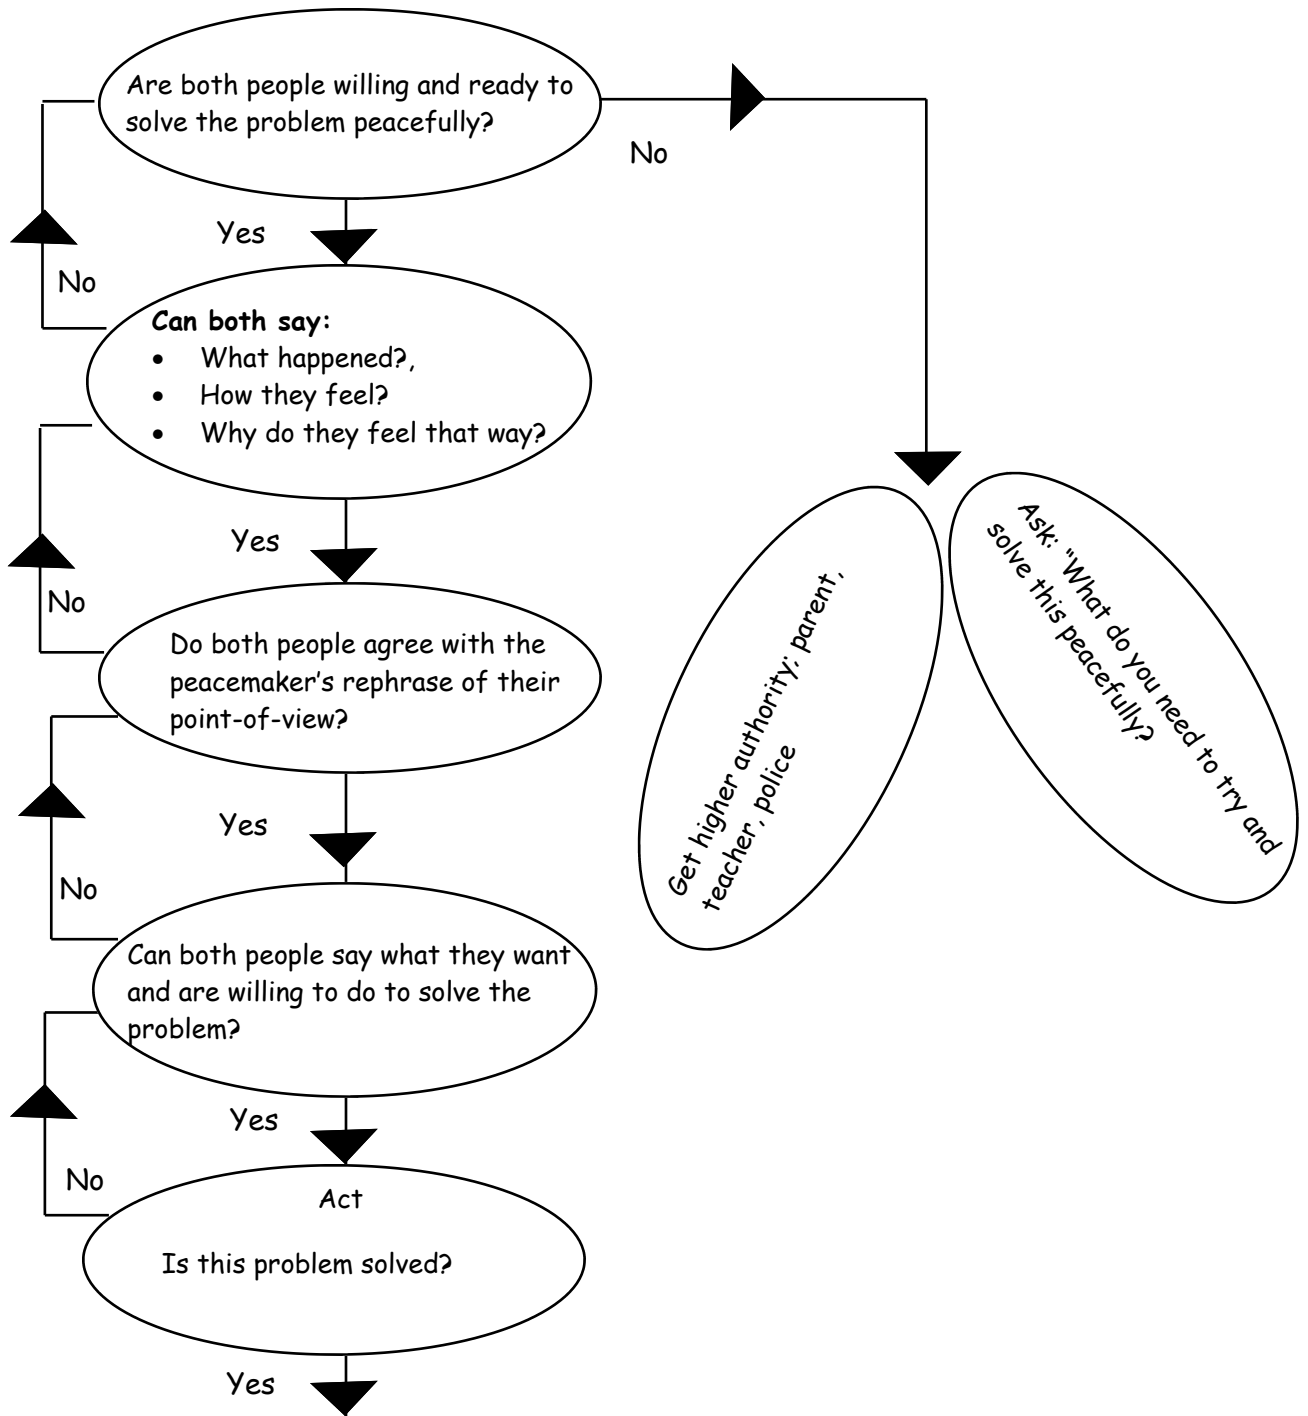 Are both people willing and ready to
solve the problem peacefully?
No
Yes
No
Can both say:
• What happened?,
• How they feel?
• Why do they feel that way?
Yes
No
Do both people agree with the
peacemaker's rephrase of their
point-of-view?
Yes
No
Can both people say what they want
and are willing to do to solve the
problem?
Yes
No
Act
Is this problem solved?
Yes
Get higher authority; parent,
teacher, police
Ask: “What do you need to try and
solve this peacefully?